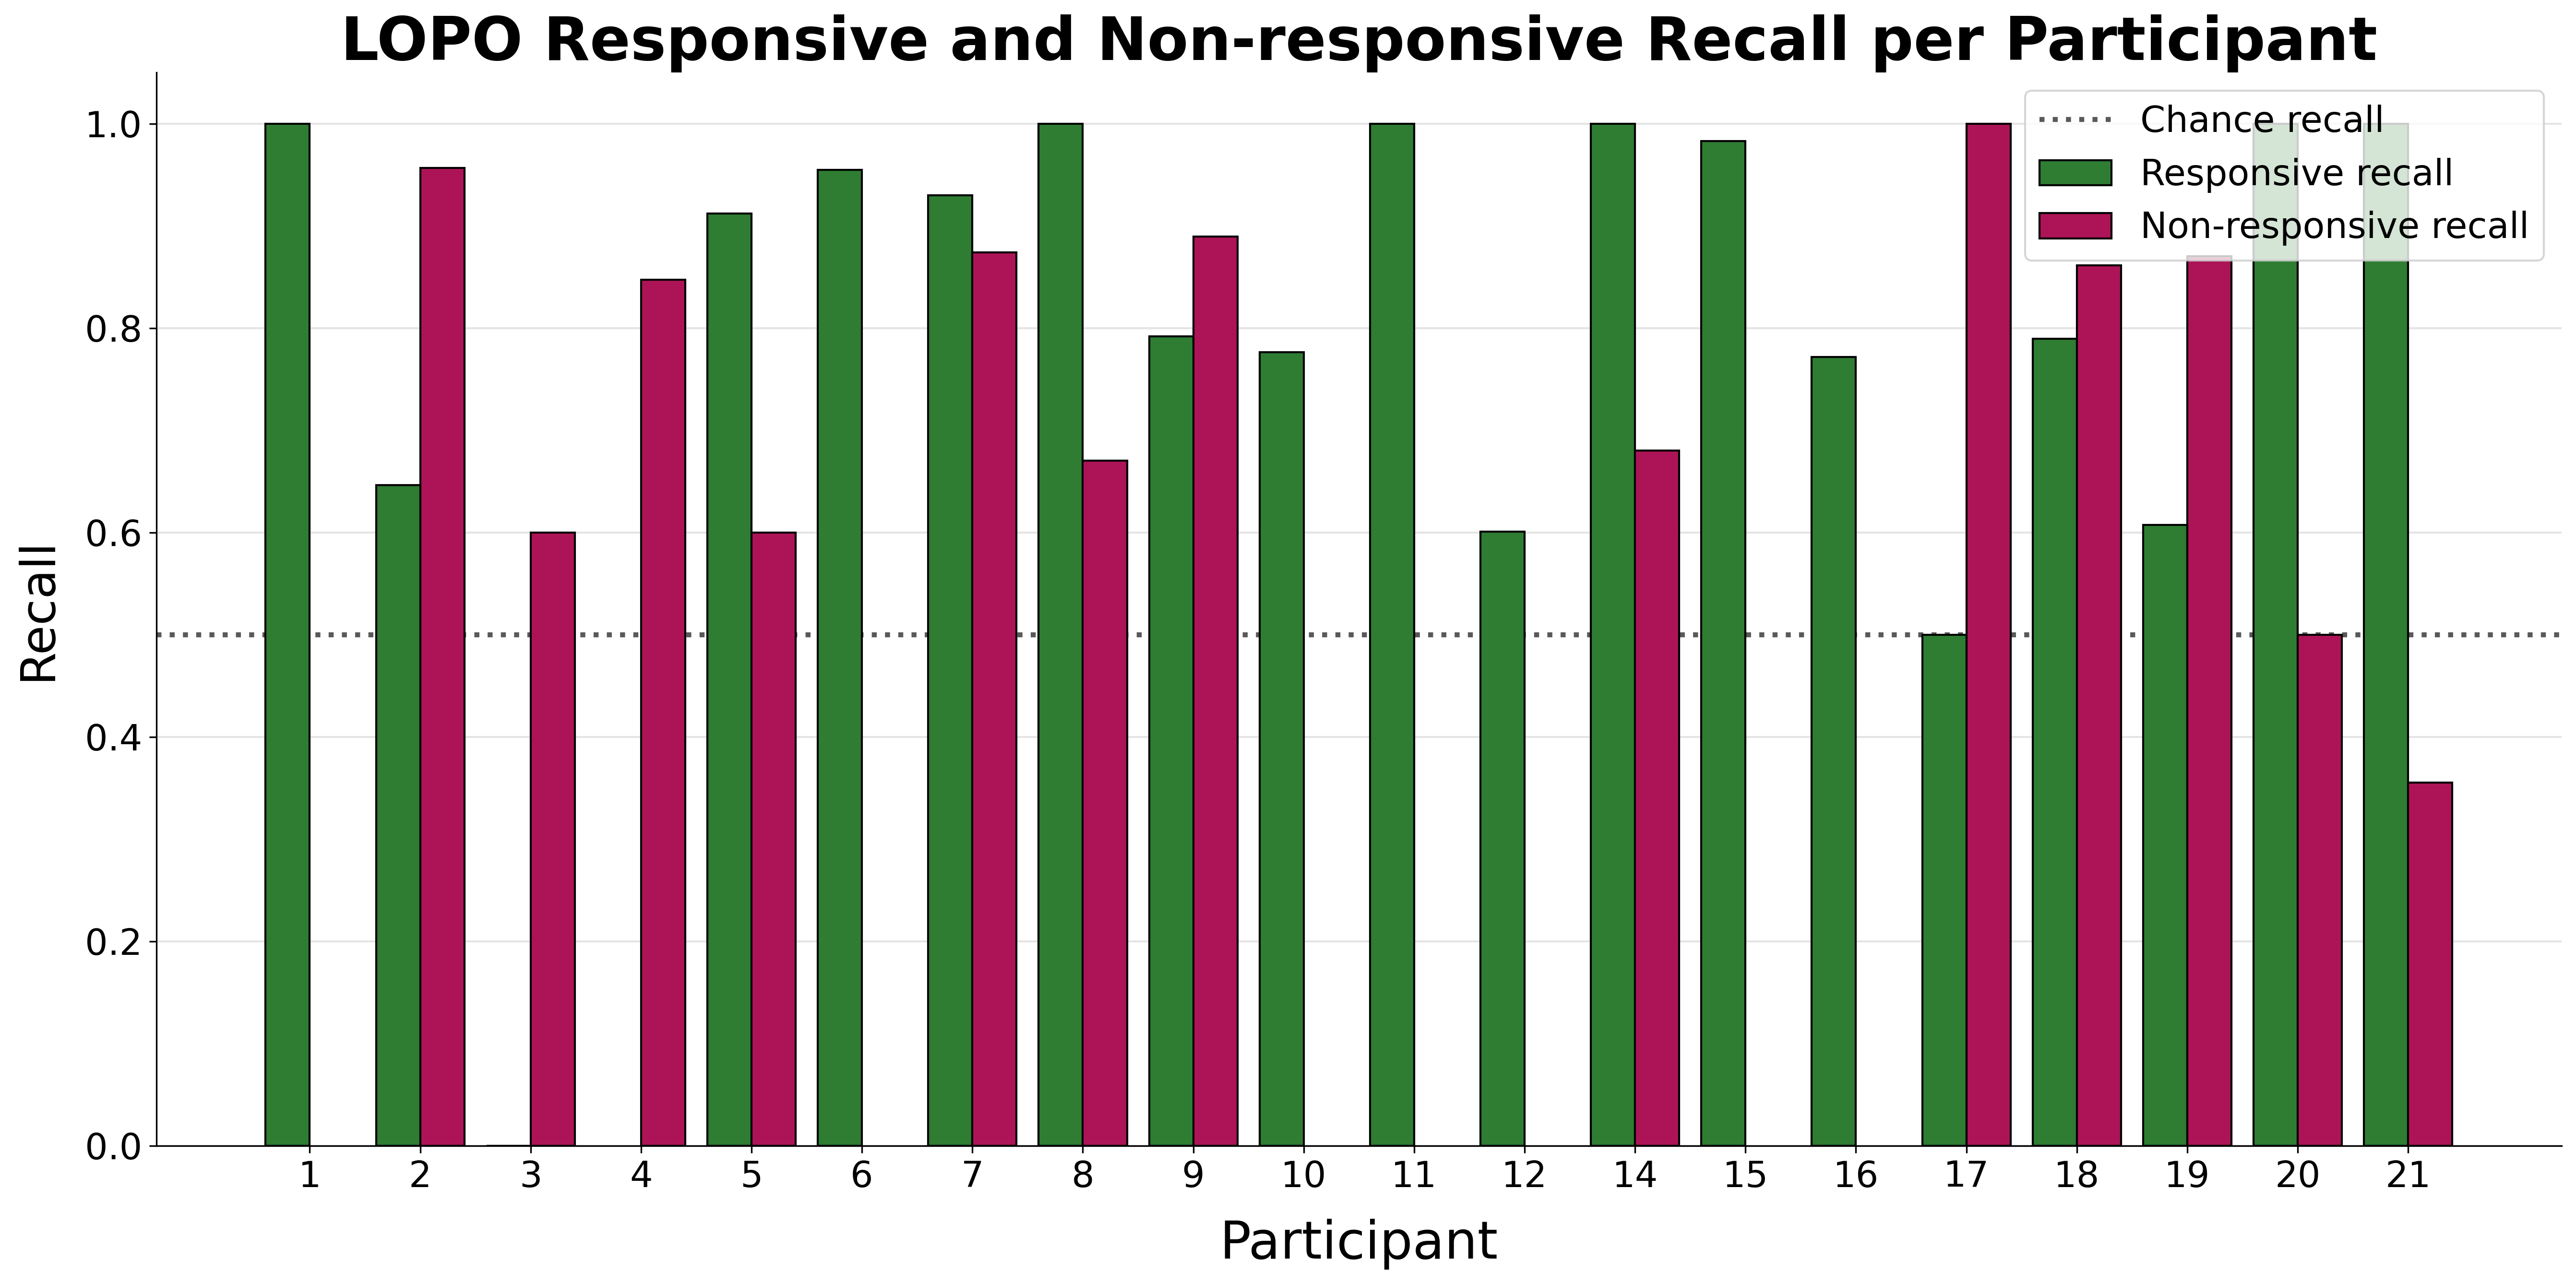 LOPO Responsive and Non-responsive Recall per Participant
Chance recall
Responsive recall
Non-responsive recall
1.0
0.8
0.6
0.4
0.2
0.0
Recall
1 2 3 4 5 6 7 8 9 10 11 12 14 15 16 17 18 19 20 21
Participant